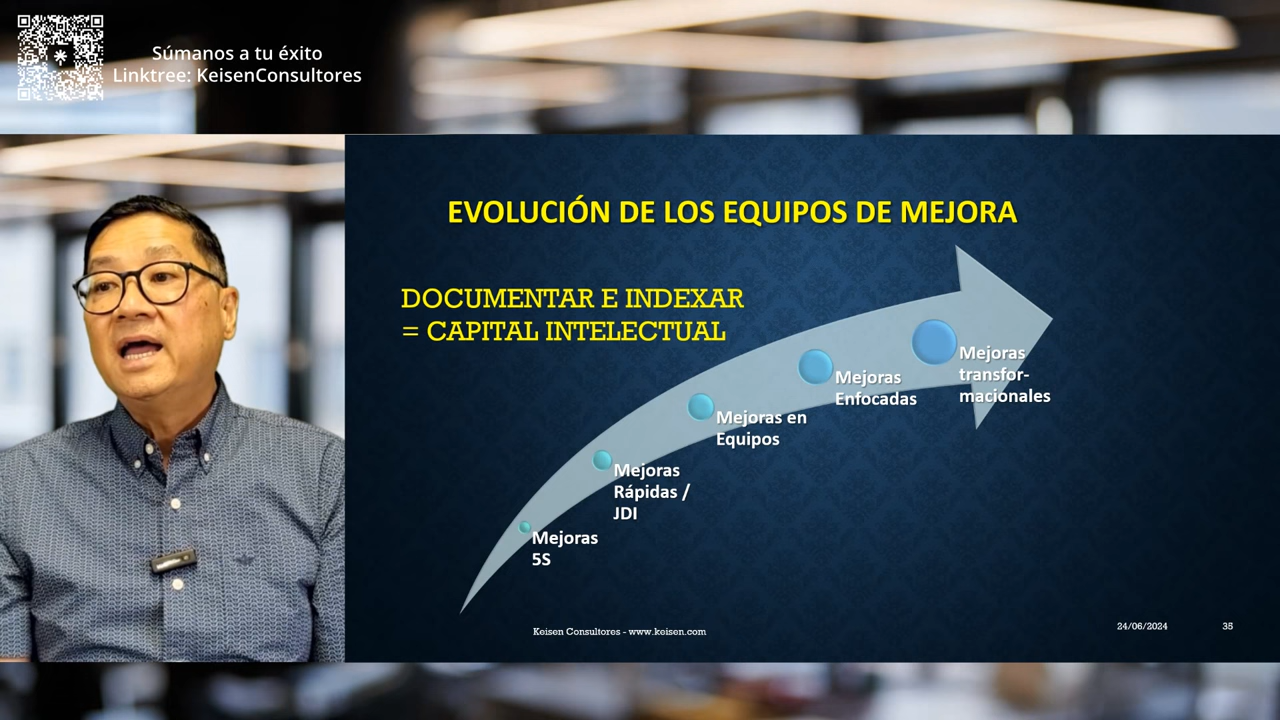 Súmanos a tu éxito
Linktree: KeisenConsultores
EVOLUCIÓN DE LOS EQUIPOS DE MEJORA
DOCUMENTAR E INDEXAR
= CAPITAL INTELECTUAL
Mejoras
transfor-
macionales
Mejoras
Enfocadas
Mejoras en
Equipos
Mejoras
Rápidas /
JDI
Mejoras
5S
Keisen Consultores - www.keisen.com
24/06/2024
35